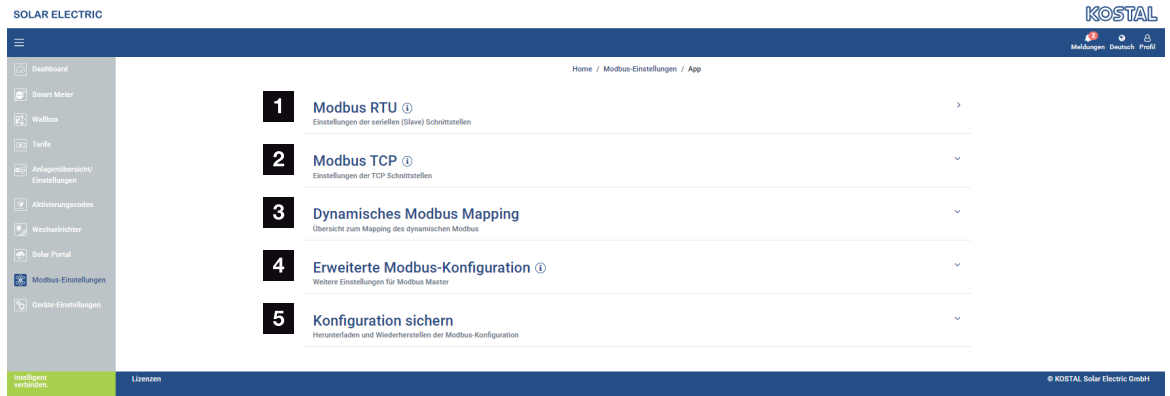 SOLAR ELECTRIC
KOSTAL
2
Meldungen Deutsch Profil
Home / Modbus-Einstellungen / App
Dashboard
Smart Meter
Wallbox
Tarife
Anlagenübersicht/
Einstellungen
Aktivierungscodes
Wechselrichter
Solar Portal
Modbus-Einstellungen
Geräte-Einstellungen
1
Modbus RTU
Einstellungen der seriellen (Slave) Schnittstellen
2
Modbus TCP
Einstellungen der TCP Schnittstellen
3
Dynamisches Modbus Mapping
Übersicht zum Mapping des dynamischen Modbus
4
Erweiterte Modbus-Konfiguration
Weitere Einstellungen für Modbus Master
5
Konfiguration sichern
Herunterladen und Wiederherstellen der Modbus-Konfiguration
Intelligent
verbinden.
Lizenzen
© KOSTAL Solar Electric GmbH